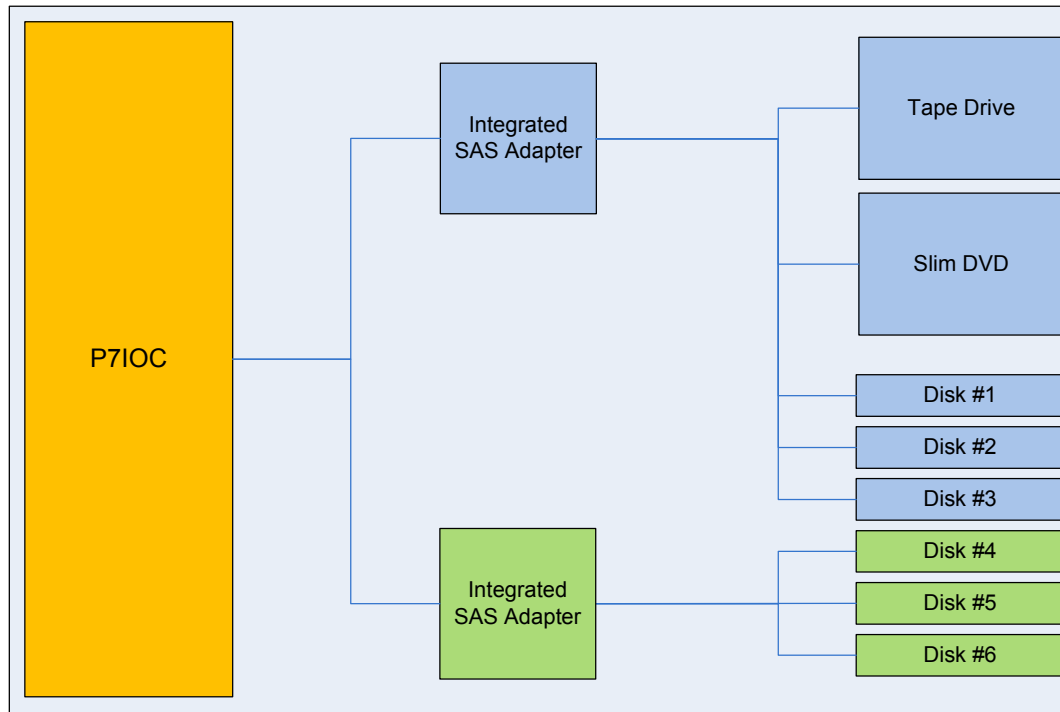 P7IOC
Integrated
SAS Adapter
Tape Drive
Slim DVD
Disk #1
Disk #2
Disk #3
Integrated
SAS Adapter
Disk #4
Disk #5
Disk #6